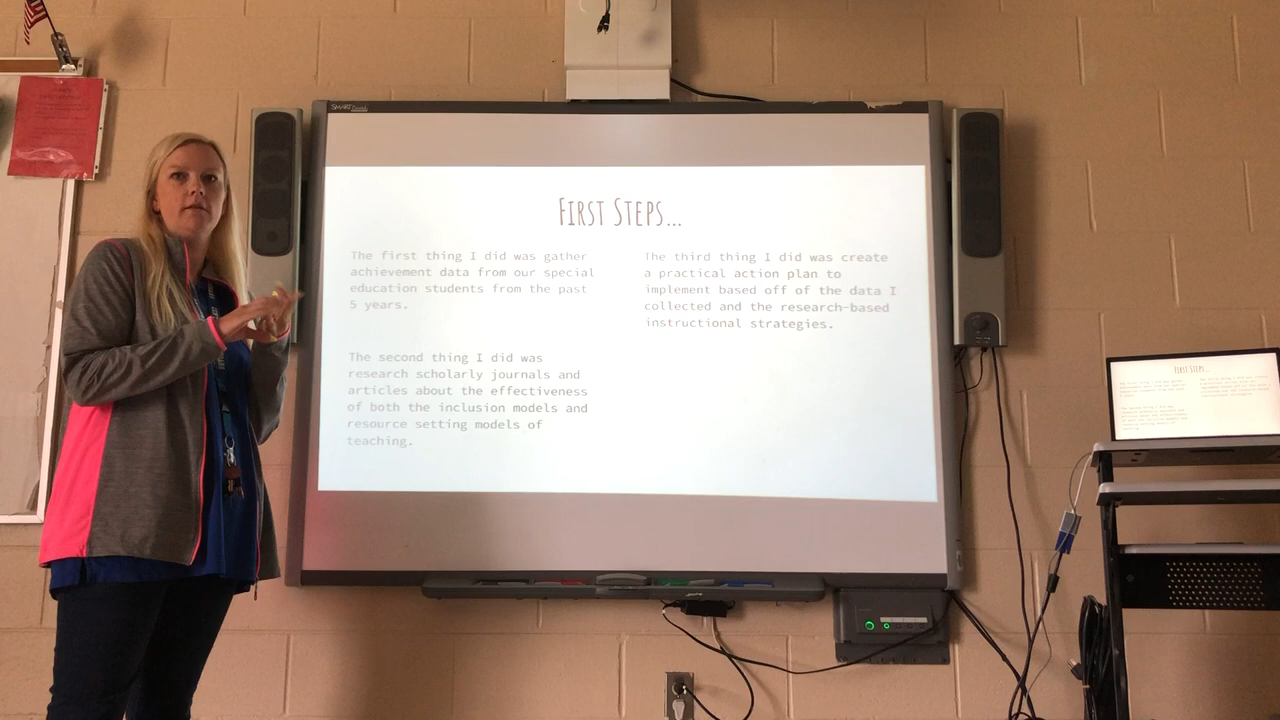 SMART
First Steps...
The first thing I did was gather
achievement data from our special
education students from the past
5 years.
The second thing I did was
research scholarly journals and
articles about the effectiveness
of both the inclusion models and
resource setting models of
teaching.
The third thing I did was create
a practical action plan to
implement based off of the data I
collected and the research-based
instructional strategies.
First Steps...